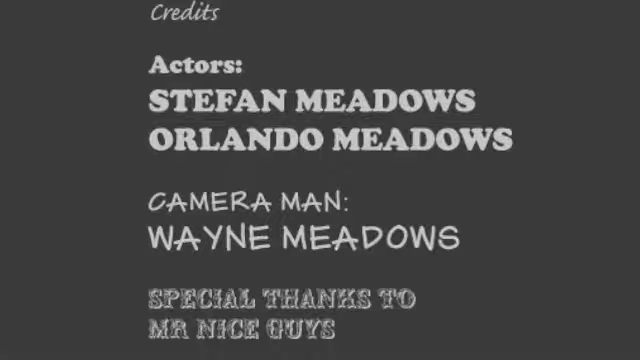 Credits
Actors:
STEFAN MEADOWS
ORLANDO MEADOWS
CAMERA MAN:
WAYNE MEADOWS
SPECIAL THANKS TO
MR NICE GUYS